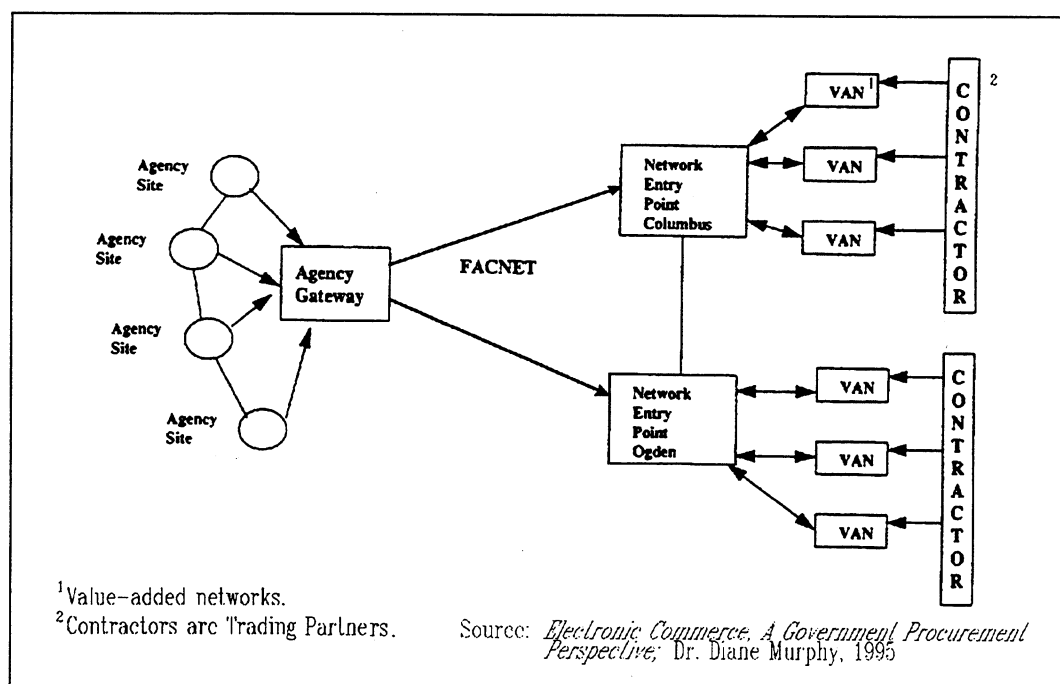 Agency
Site
Agency
Site
Agency
Site
Agency
Site
Agency
Gateway
FACNET
Network
Entry
Point
Columbus
Network
Entry
Point
Ogden
VAN1
VAN
VAN
VAN
VAN
VAN
CONTRACTOR 2
CONTRACTOR
1Value-added networks.
2Contractors are Trading Partners.
Source: Electronic Commerce, A Government Procurement
Perspective; Dr. Diane Murphy, 1995